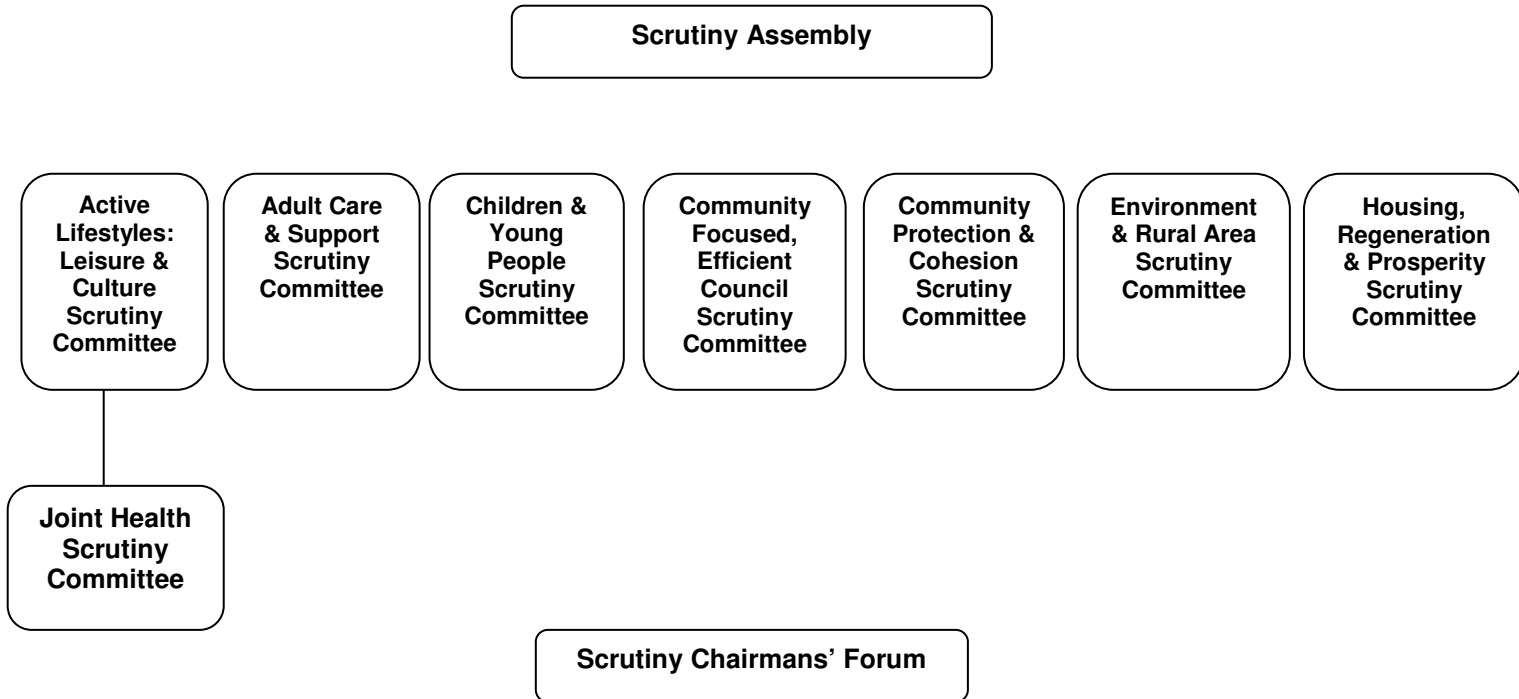 Scrutiny Assembly
Active
Lifestyles:
Leisure &
Culture
Scrutiny
Committee
Adult Care
& Support
Scrutiny
Committee
Children &
Young
People
Scrutiny
Committee
Community
Focused,
Efficient
Council
Scrutiny
Committee
Community
Protection &
Cohesion
Scrutiny
Committee
Environment
& Rural Area
Scrutiny
Committee
Housing,
Regeneration
& Prosperity
Scrutiny
Committee
Joint Health
Scrutiny
Committee
Scrutiny Chairmans’ Forum